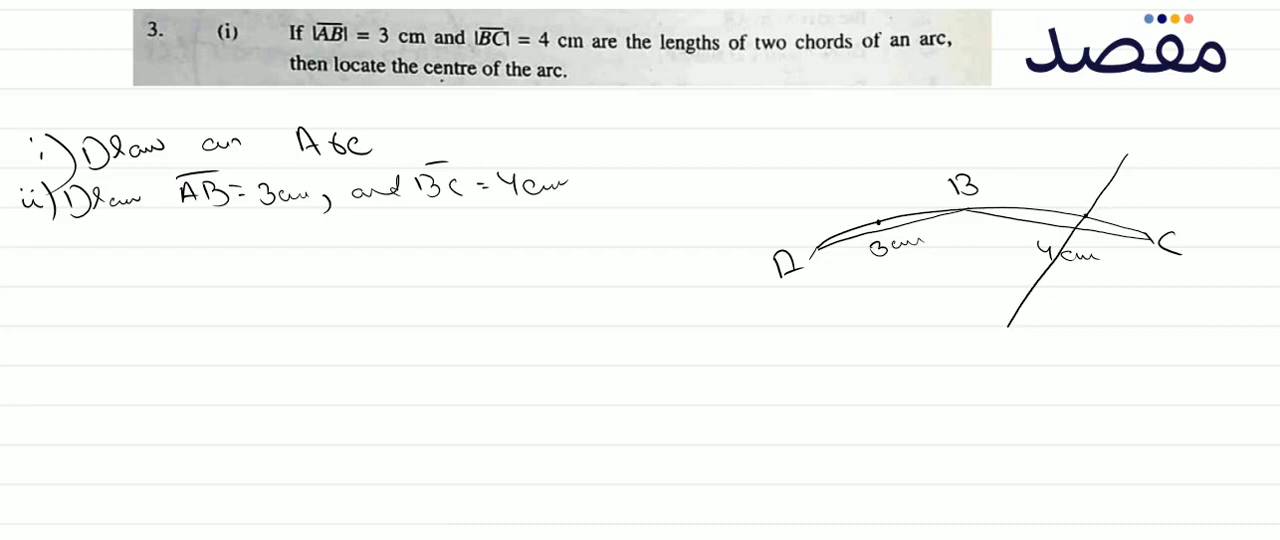 3. (i) If |AB| = 3 cm and |BC| = 4 cm are the lengths of two chords of an arc,
then locate the centre of the arc.
مقصد
i) Draw an
ii) Draw AB = 3cm, and BC = 4cm
B
A
3cm
4cm
C